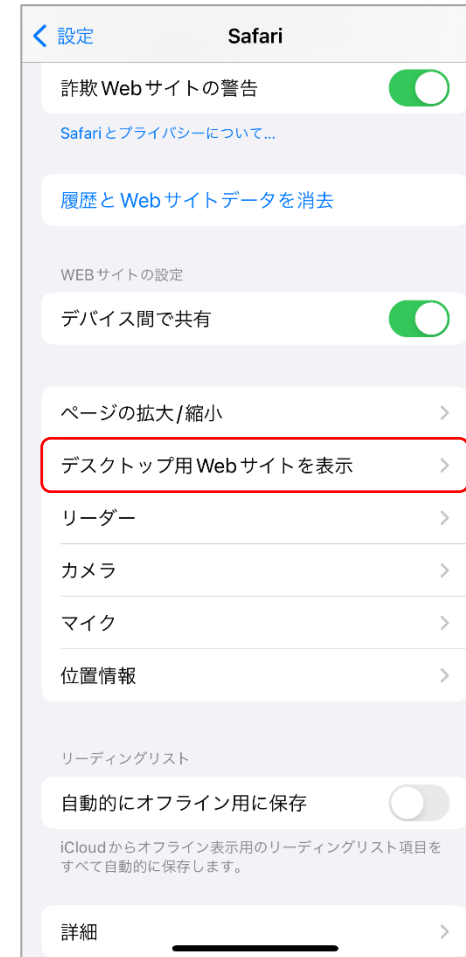 設定
Safari
詐欺Webサイトの警告
Safariとプライバシーについて...
履歴とWebサイトデータを消去
WEBサイトの設定
デバイス間で共有
ページの拡大/縮小
デスクトップ用Webサイトを表示
リーダー
カメラ
マイク
位置情報
リーディングリスト
自動的にオフライン用に保存
iCloudからオフライン表示用のリーディングリスト項目を
すべて自動的に保存します。
詳細